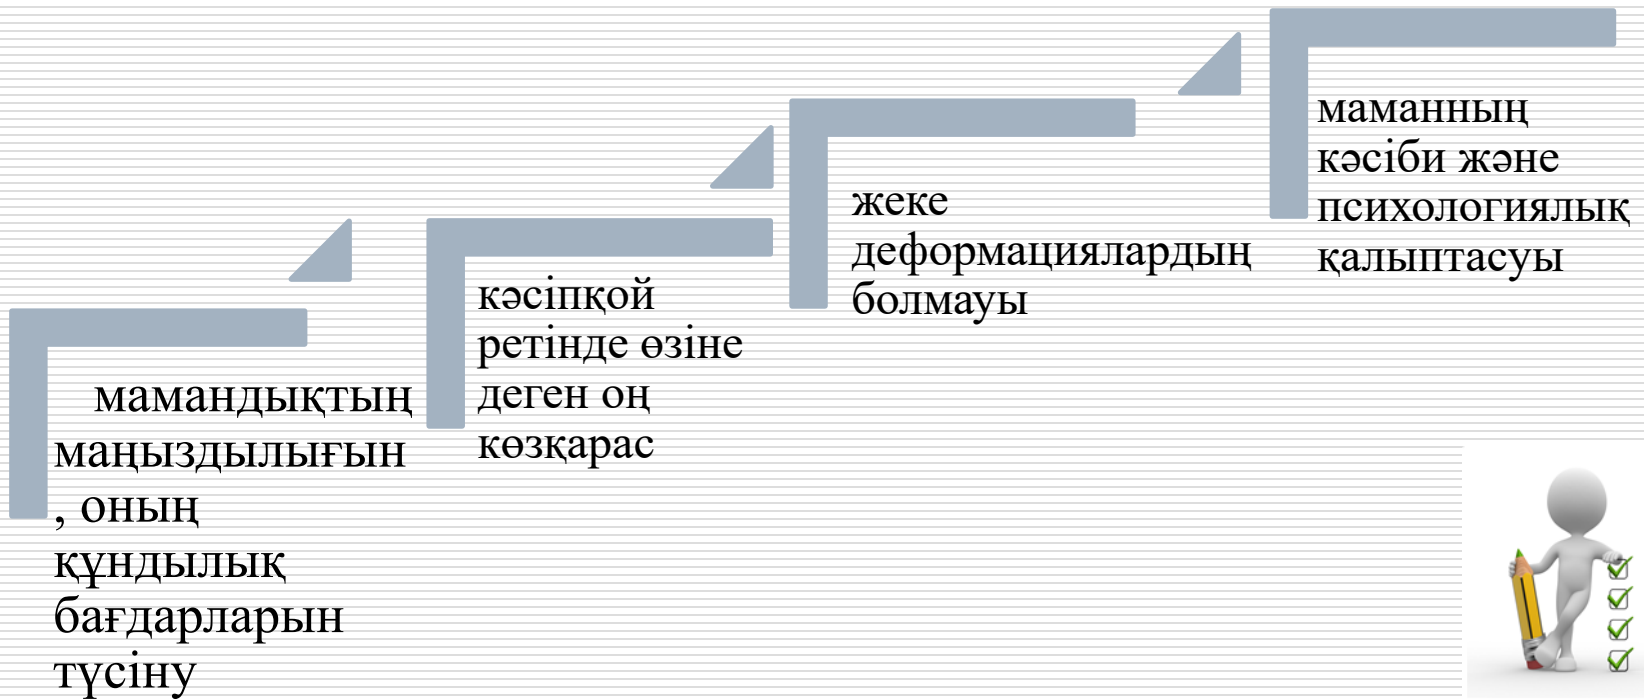 мамандықтың
маңыздылығын
, оның
құндылық
бағдарларын
түсіну
кәсіпқой
ретінде өзіне
деген оң
көзқарас
жеке
деформациялардың
болмауы
маманның
кәсіби және
психологиялық
қалыптасуы